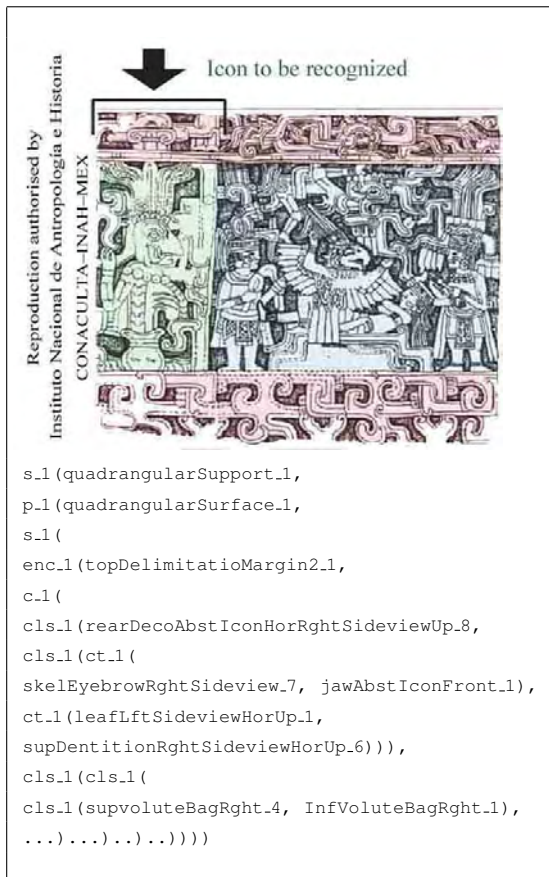 Icon to be recognized
Reproduction authorised by
Instituto Nacional de Antropología e Historia
CONACULTA-INAH-MEX
s_1(quadrangularSupport_1,
p_1(quadrangularSurface_1,
s_1(
enc_1(topDelimitatioMargin2_1,
c_1(
cls_1(rearDecoAbstIconHorRghtSideviewUp_8,
cls_1(ct_1(
skelEyebrowRghtSideview_7, jawAbstIconFront_1),
ct_1(leafLftSideviewHorUp_1,
supDentitionRghtSideviewHorUp_6))),
cls_1(cls_1(
cls_1(supvoluteBagRght_4, InfVoluteBagRght_1),
...)...)..)..))))